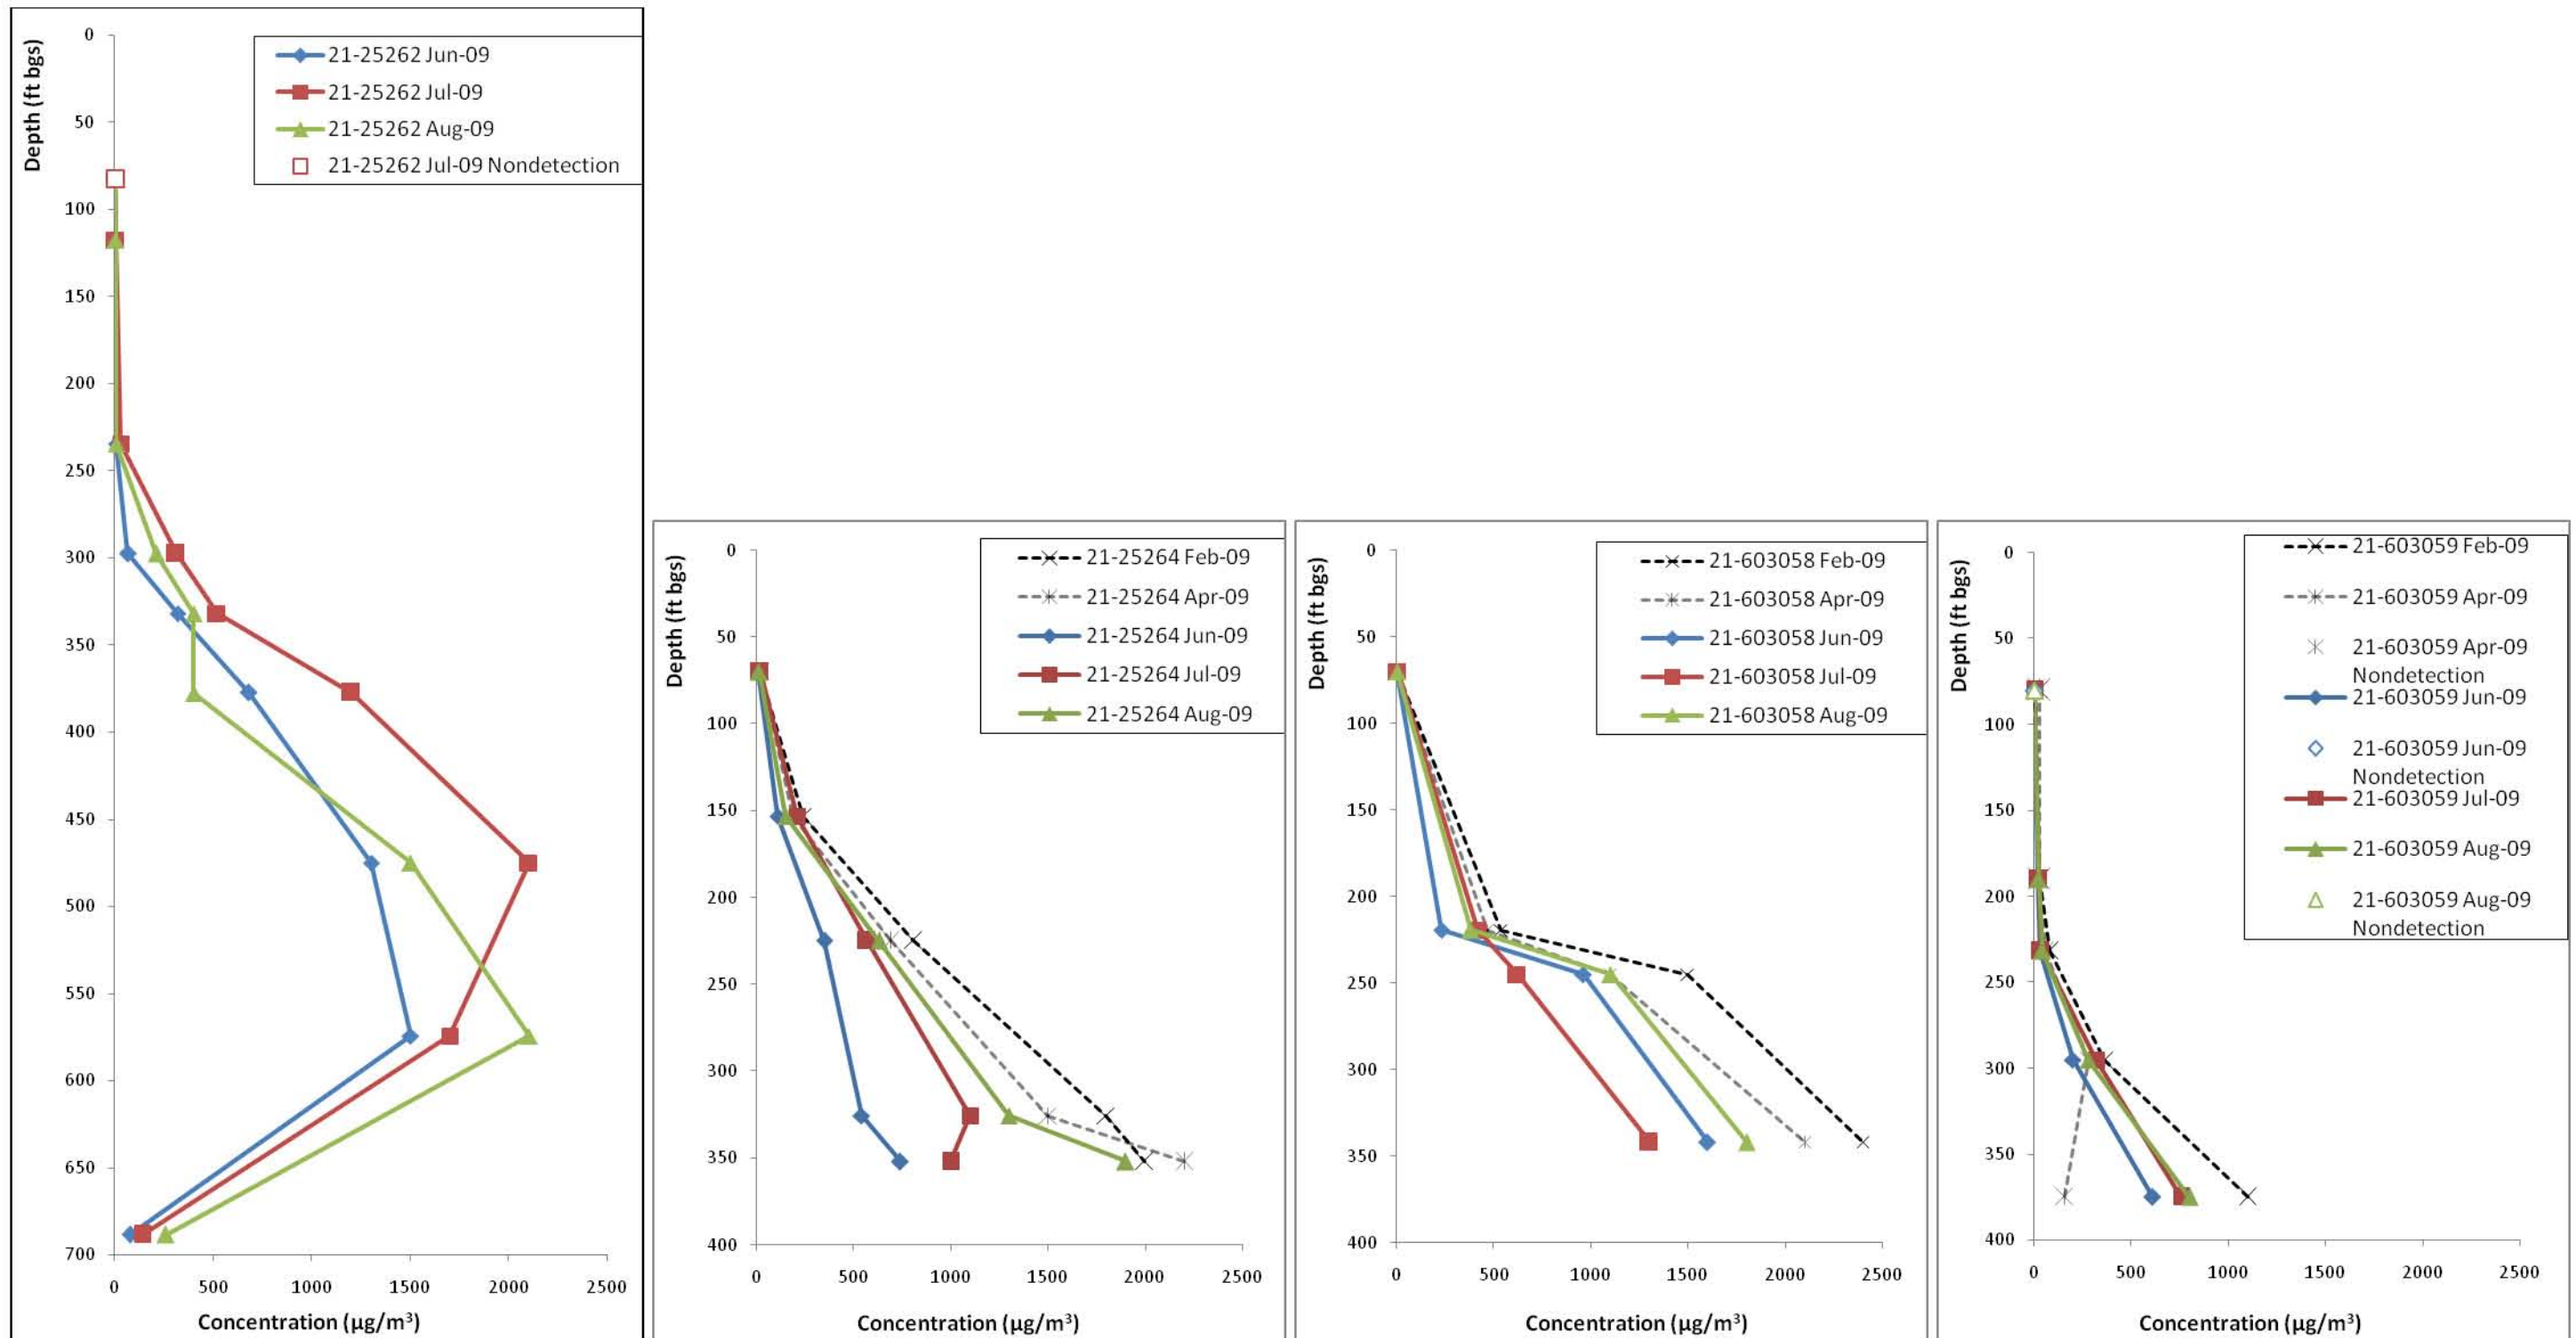 Depth (ft bgs)
0
50
100
150
200
250
300
350
400
450
500
550
600
650
700
21-25262 Jun-09
21-25262 Jul-09
21-25262 Aug-09
21-25262 Jul-09 Nondetection
0 500 1000 1500 2000 2500
Concentration (µg/m³)
Depth (ft bgs)
0
50
100
150
200
250
300
350
400
21-25264 Feb-09
21-25264 Apr-09
21-25264 Jun-09
21-25264 Jul-09
21-25264 Aug-09
0 500 1000 1500 2000 2500
Concentration (µg/m³)
Depth (ft bgs)
0
50
100
150
200
250
300
350
400
21-603058 Feb-09
21-603058 Apr-09
21-603058 Jun-09
21-603058 Jul-09
21-603058 Aug-09
0 500 1000 1500 2000 2500
Concentration (µg/m³)
Depth (ft bgs)
0
50
100
150
200
250
300
350
400
21-603059 Feb-09
21-603059 Apr-09
21-603059 Apr-09
Nondetection
21-603059 Jun-09
21-603059 Jun-09
Nondetection
21-603059 Jul-09
21-603059 Aug-09
21-603059 Aug-09
Nondetection
0 500 1000 1500 2000 2500
Concentration (µg/m³)